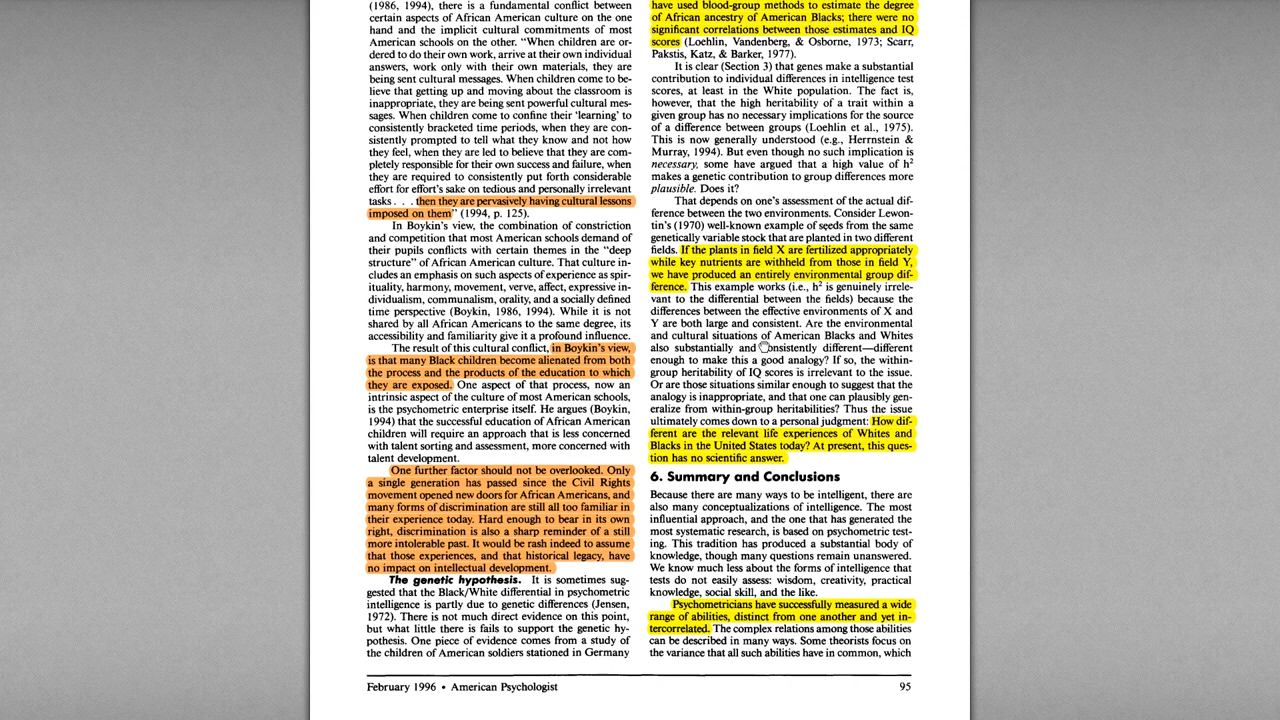 (1986, 1994), there is a fundamental conflict between
certain aspects of African American culture on the one
hand and the implicit cultural commitments of most
American schools on the other. "When children are or-
dered to do their own work, arrive at their own individual
answers, work only with their own materials, they are
being sent cultural messages. When children come to be-
lieve that getting up and moving about the classroom is
inappropriate, they are being sent powerful cultural mes-
sages. When children come to confine their 'learning' to
consistently bracketed time periods, when they are con-
sistently prompted to tell what they know and not how
they feel, when they are led to believe that they are com-
pletely responsible for their own success and failure, when
they are required to consistently put forth considerable
effort for effort's sake on tedious and personally irrelevant
tasks . . . then they are pervasively having cultural lessons
imposed on them" (1994, p. 125).
In Boykin's view, the combination of constriction
and competition that most American schools demand of
their pupils conflicts with certain themes in the "deep
structure" of African American culture. That culture in-
cludes an emphasis on such aspects of experience as spir-
ituality, harmony, movement, verve, affect, expressive in-
dividualism, communalism, orality, and a socially defined
time perspective (Boykin, 1986, 1994). While it is not
shared by all African Americans to the same degree, its
accessibility and familiarity give it a profound influence.
The result of this cultural conflict, in Boykin's view,
is that many Black children become alienated from both
the process and the products of the education to which
they are exposed. One aspect of that process, now an
intrinsic aspect of the culture of most American schools,
is the psychometric enterprise itself. He argues (Boykin,
1994) that the successful education of African American
children will require an approach that is less concerned
with talent sorting and assessment, more concerned with
talent development.
One further factor should not be overlooked. Only
a single generation has passed since the Civil Rights
movement opened new doors for African Americans, and
many forms of discrimination are still all too familiar in
their experience today. Hard enough to bear in its own
right, discrimination is also a sharp reminder of a still
more intolerable past. It would be rash indeed to assume
that those experiences, and that historical legacy, have
no impact on intellectual development.
The genetic hypothesis. It is sometimes sug-
gested that the Black/White differential in psychometric
intelligence is partly due to genetic differences (Jensen,
1972). There is not much direct evidence on this point,
but what little there is fails to support the genetic hy-
pothesis. One piece of evidence comes from a study of
the children of American soldiers stationed in Germany
have used blood-group methods to estimate the degree
of African ancestry of American Blacks; there were no
significant correlations between those estimates and IQ
scores (Loehlin, Vandenberg, & Osborne, 1973; Scarr,
Pakstis, Katz, & Barker, 1977).
It is clear (Section 3) that genes make a substantial
contribution to individual differences in intelligence test
scores, at least in the White population. The fact is,
however, that the high heritability of a trait within a
given group has no necessary implications for the source
of a difference between groups (Loehlin et al., 1975).
This is now generally understood (e.g., Herrnstein &
Murray, 1994). But even though no such implication is
necessary, some have argued that a high value of h²
makes a genetic contribution to group differences more
plausible. Does it?
That depends on one's assessment of the actual dif-
ference between the two environments. Consider Lewon-
tin's (1970) well-known example of seeds from the same
genetically variable stock that are planted in two different
fields. If the plants in field X are fertilized appropriately
while key nutrients are withheld from those in field Y,
we have produced an entirely environmental group dif-
ference. This example works (i.e., h² is genuinely irrele-
vant to the differential between the fields) because the
differences between the effective environments of X and
Y are both large and consistent. Are the environmental
and cultural situations of American Blacks and Whites
also substantially and consistently different—different
enough to make this a good analogy? If so, the within-
group heritability of IQ scores is irrelevant to the issue.
Or are those situations similar enough to suggest that the
analogy is inappropriate, and that one can plausibly gen-
eralize from within-group heritabilities? Thus the issue
ultimately comes down to a personal judgment: How dif-
ferent are the relevant life experiences of Whites and
Blacks in the United States today? At present, this ques-
tion has no scientific answer.
6. Summary and Conclusions
Because there are many ways to be intelligent, there are
also many conceptualizations of intelligence. The most
influential approach, and the one that has generated the
most systematic research, is based on psychometric test-
ing. This tradition has produced a substantial body of
knowledge, though many questions remain unanswered.
We know much less about the forms of intelligence that
tests do not easily assess: wisdom, creativity, practical
knowledge, social skill, and the like.
Psychometricians have successfully measured a wide
range of abilities, distinct from one another and yet in-
tercorrelated. The complex relations among those abilities
can be described in many ways. Some theorists focus on
the variance that all such abilities have in common, which
February 1996 • American Psychologist
95